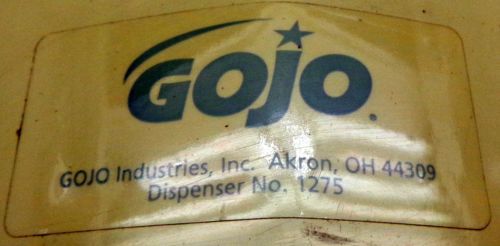 GOJO
GOJO Industries, Inc. Akron, OH 44309
Dispenser No. 1275